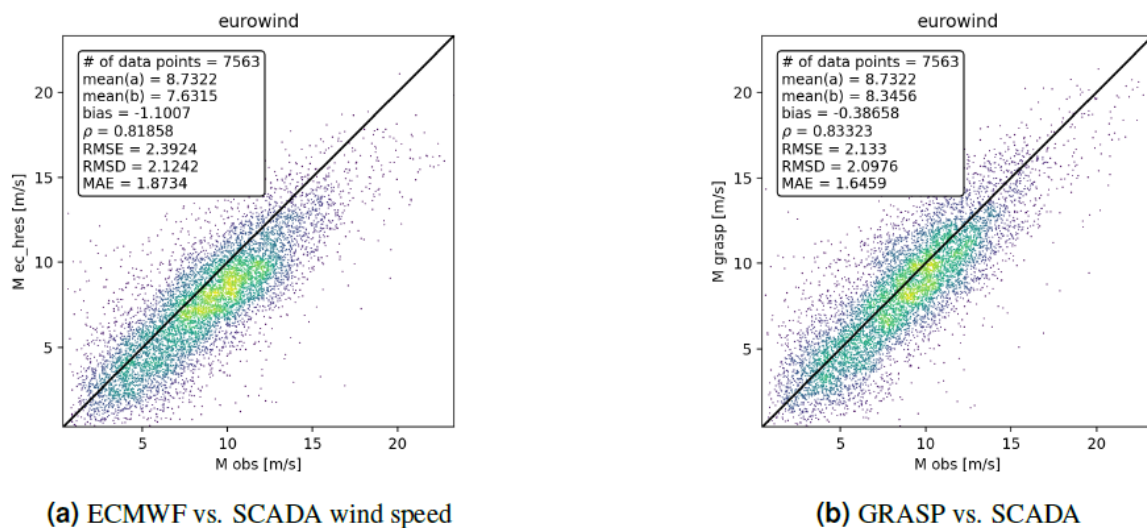 eurowind
# of data points = 7563
mean(a) = 8.7322
mean(b) = 7.6315
bias = -1.1007
ρ = 0.81858
RMSE = 2.3924
RMSD = 2.1242
MAE = 1.8734
20
15
10
5
M ec_hres [m/s]
5 10 15 20
M obs [m/s]
(a) ECMWF vs. SCADA wind speed
eurowind
# of data points = 7563
mean(a) = 8.7322
mean(b) = 8.3456
bias = -0.38658
ρ = 0.83323
RMSE = 2.133
RMSD = 2.0976
MAE = 1.6459
20
15
10
5
M grasp [m/s]
5 10 15 20
M obs [m/s]
(b) GRASP vs. SCADA